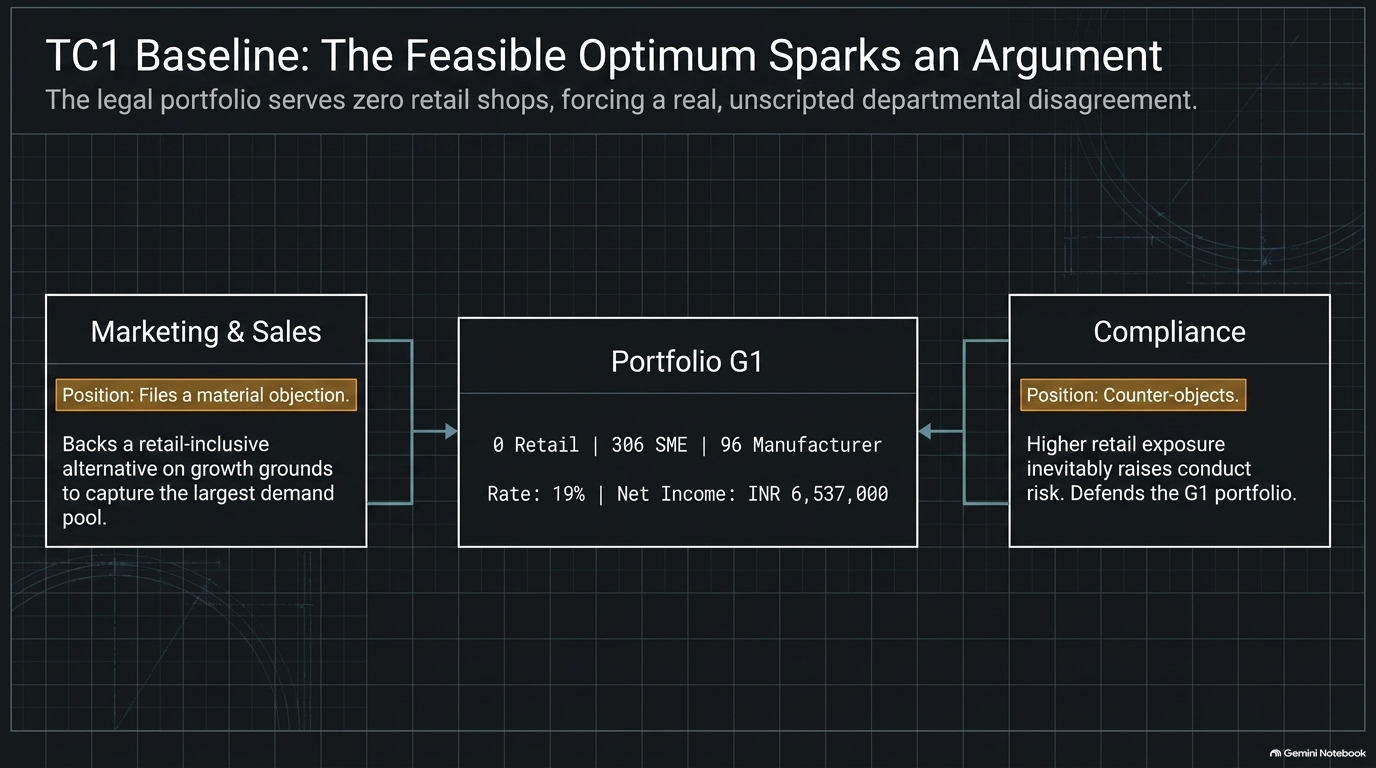 TC1 Baseline: The Feasible Optimum Sparks an Argument
The legal portfolio serves zero retail shops, forcing a real, unscripted departmental disagreement.
Marketing & Sales
Position: Files a material objection.
Backs a retail-inclusive
alternative on growth grounds
to capture the largest demand
pool.
Portfolio G1
0 Retail | 306 SME | 96 Manufacturer
Rate: 19% | Net Income: INR 6,537,000
Compliance
Position: Counter-objects.
Higher retail exposure
inevitably raises conduct
risk. Defends the G1 portfolio.
Gemini Notebook